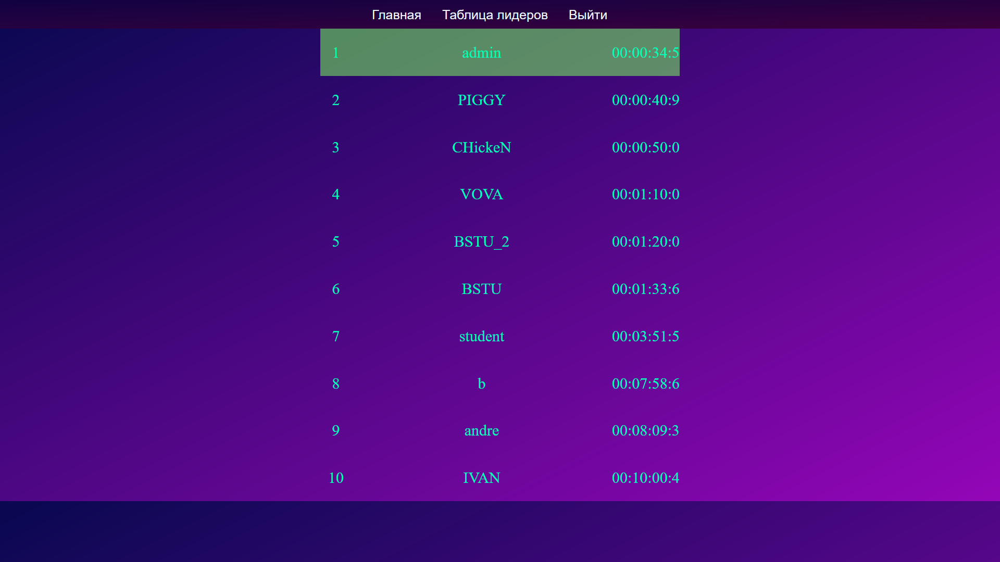 Главная Таблица лидеров Выйти
1 admin 00:00:34:5
2 PIGGY 00:00:40:9
3 CHickeN 00:00:50:0
4 VOVA 00:01:10:0
5 BSTU_2 00:01:20:0
6 BSTU 00:01:33:6
7 student 00:03:51:5
8 b 00:07:58:6
9 andre 00:08:09:3
10 IVAN 00:10:00:4